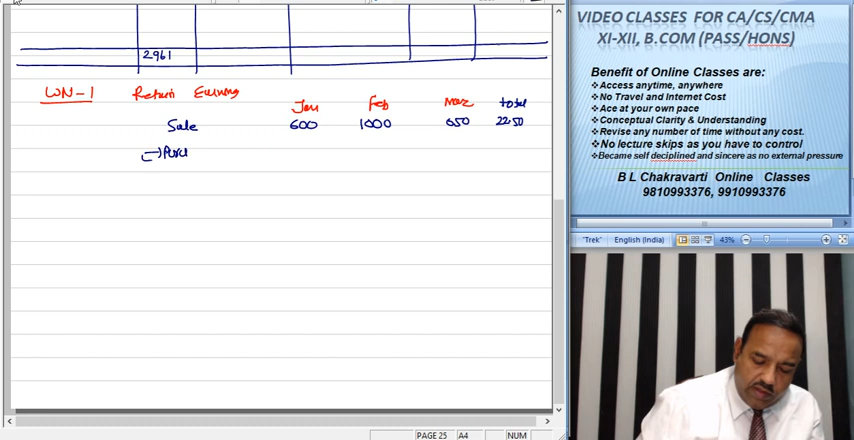 2961
WN-1 Return Earning
Jan Feb Mar total
Sale 600 1000 650 2250
(-) Purc
PAGE 25 A4 NUM
VIDEO CLASSES FOR CA/CS/CMA
XI-XII, B.COM (PASS/HONS)
Benefit of Online Classes are:
❖Access anytime, anywhere
❖No Travel and Internet Cost
❖Ace at your own pace
❖Conceptual Clarity & Understanding
❖Revise any number of time without any cost.
❖No lecture skips as you have to control
❖Became self deciplined and sincere as no external pressure
B L Chakravarti Online Classes
9810993376, 9910993376
"Trek" English (India) 43%